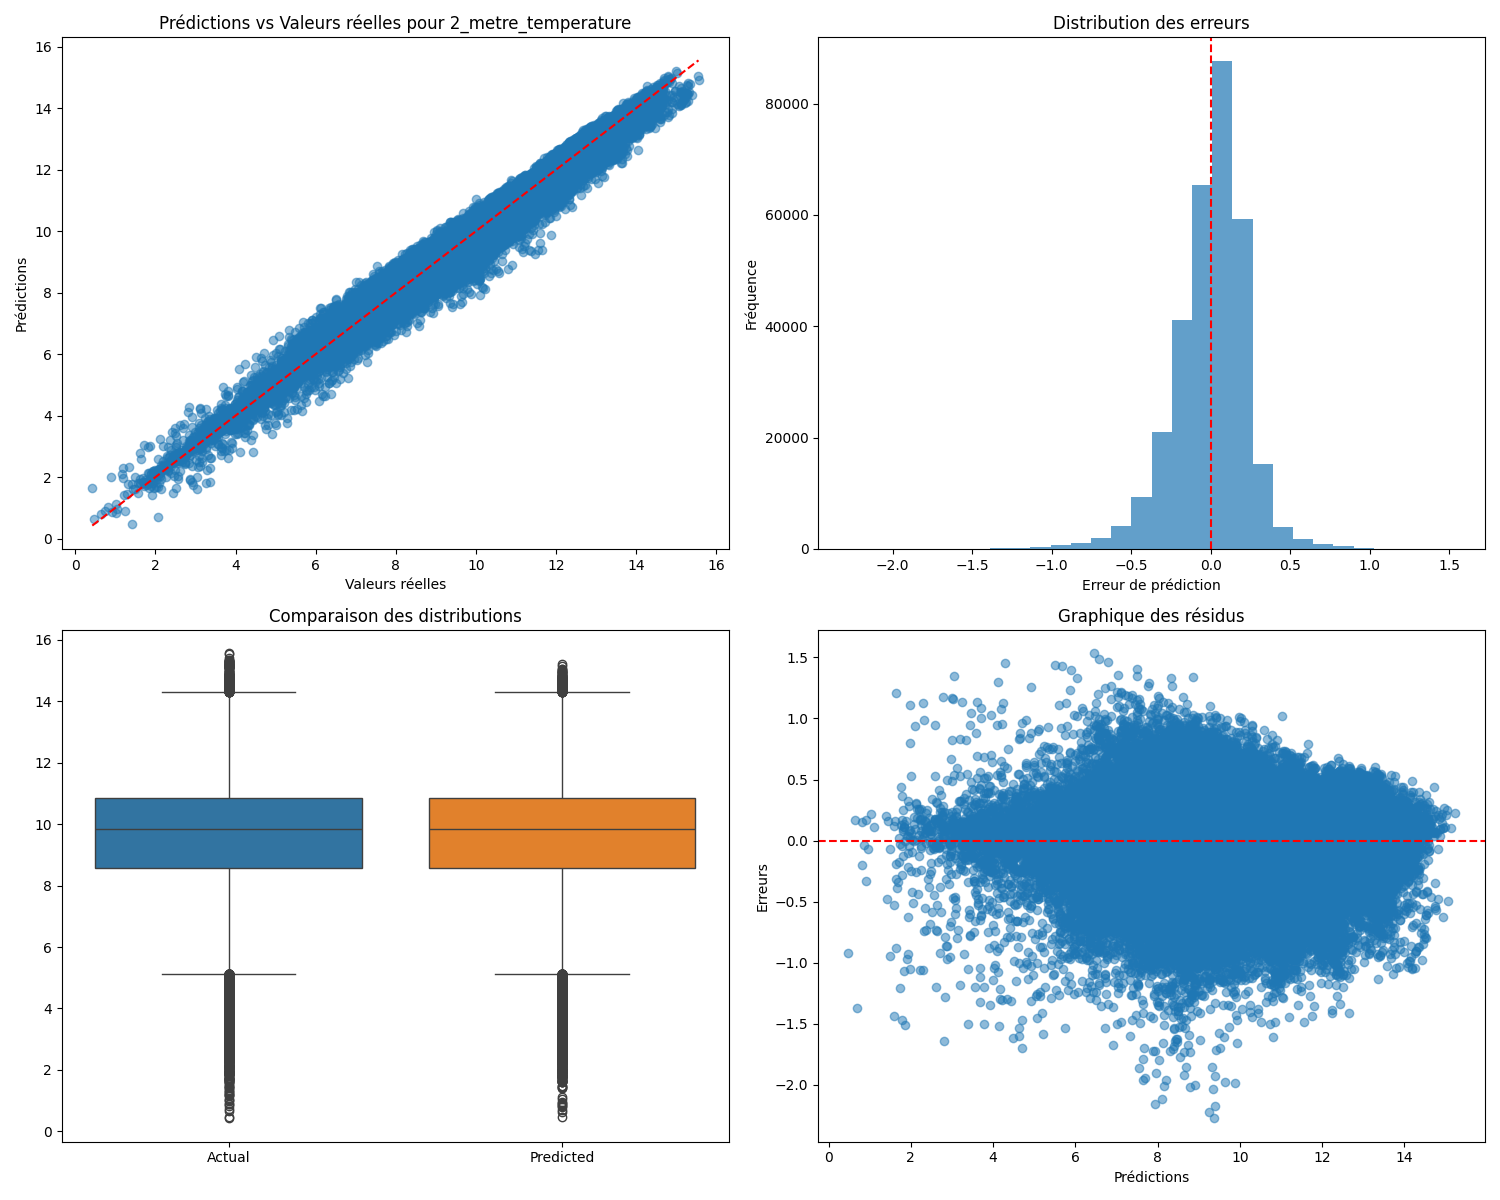 Prédictions vs Valeurs réelles pour 2_metre_temperature
16
14
12
10
8
6
4
2
0
Prédictions
0 2 4 6 8 10 12 14 16
Valeurs réelles
Distribution des erreurs
80000
60000
40000
20000
0
Fréquence
−2.0 −1.5 −1.0 −0.5 0.0 0.5 1.0 1.5
Erreur de prédiction
Comparaison des distributions
16
14
12
10
8
6
4
2
0
Actual Predicted
Graphique des résidus
1.5
1.0
0.5
0.0
−0.5
−1.0
−1.5
−2.0
Erreurs
0 2 4 6 8 10 12 14
Prédictions